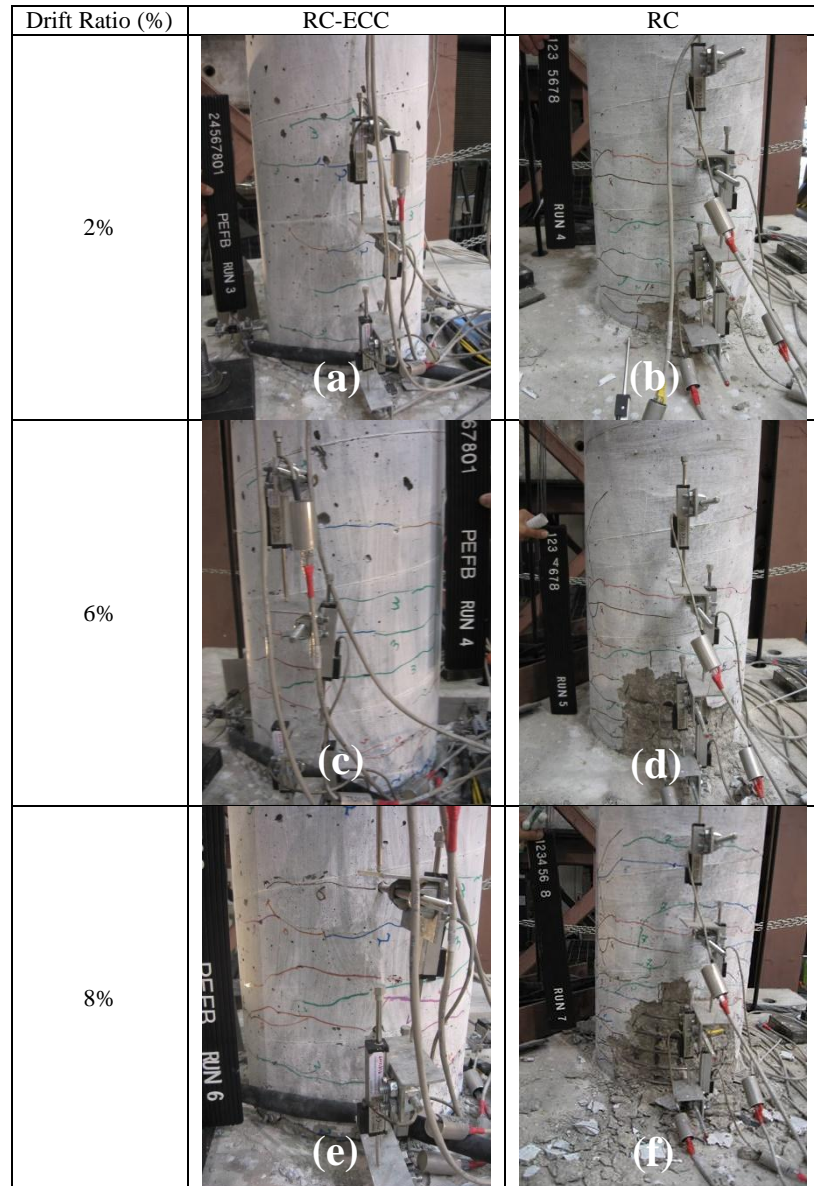 Drift Ratio (%) RC-ECC RC
2%
24567801 PEFB RUN 3
(a)
123 5678 RUN 4
(b)
6%
67801 PEFB RUN 4
(c)
123 4678 RUN 5
(d)
8%
PEFB RUN 6
(e)
123456 8 RUN 7
(f)